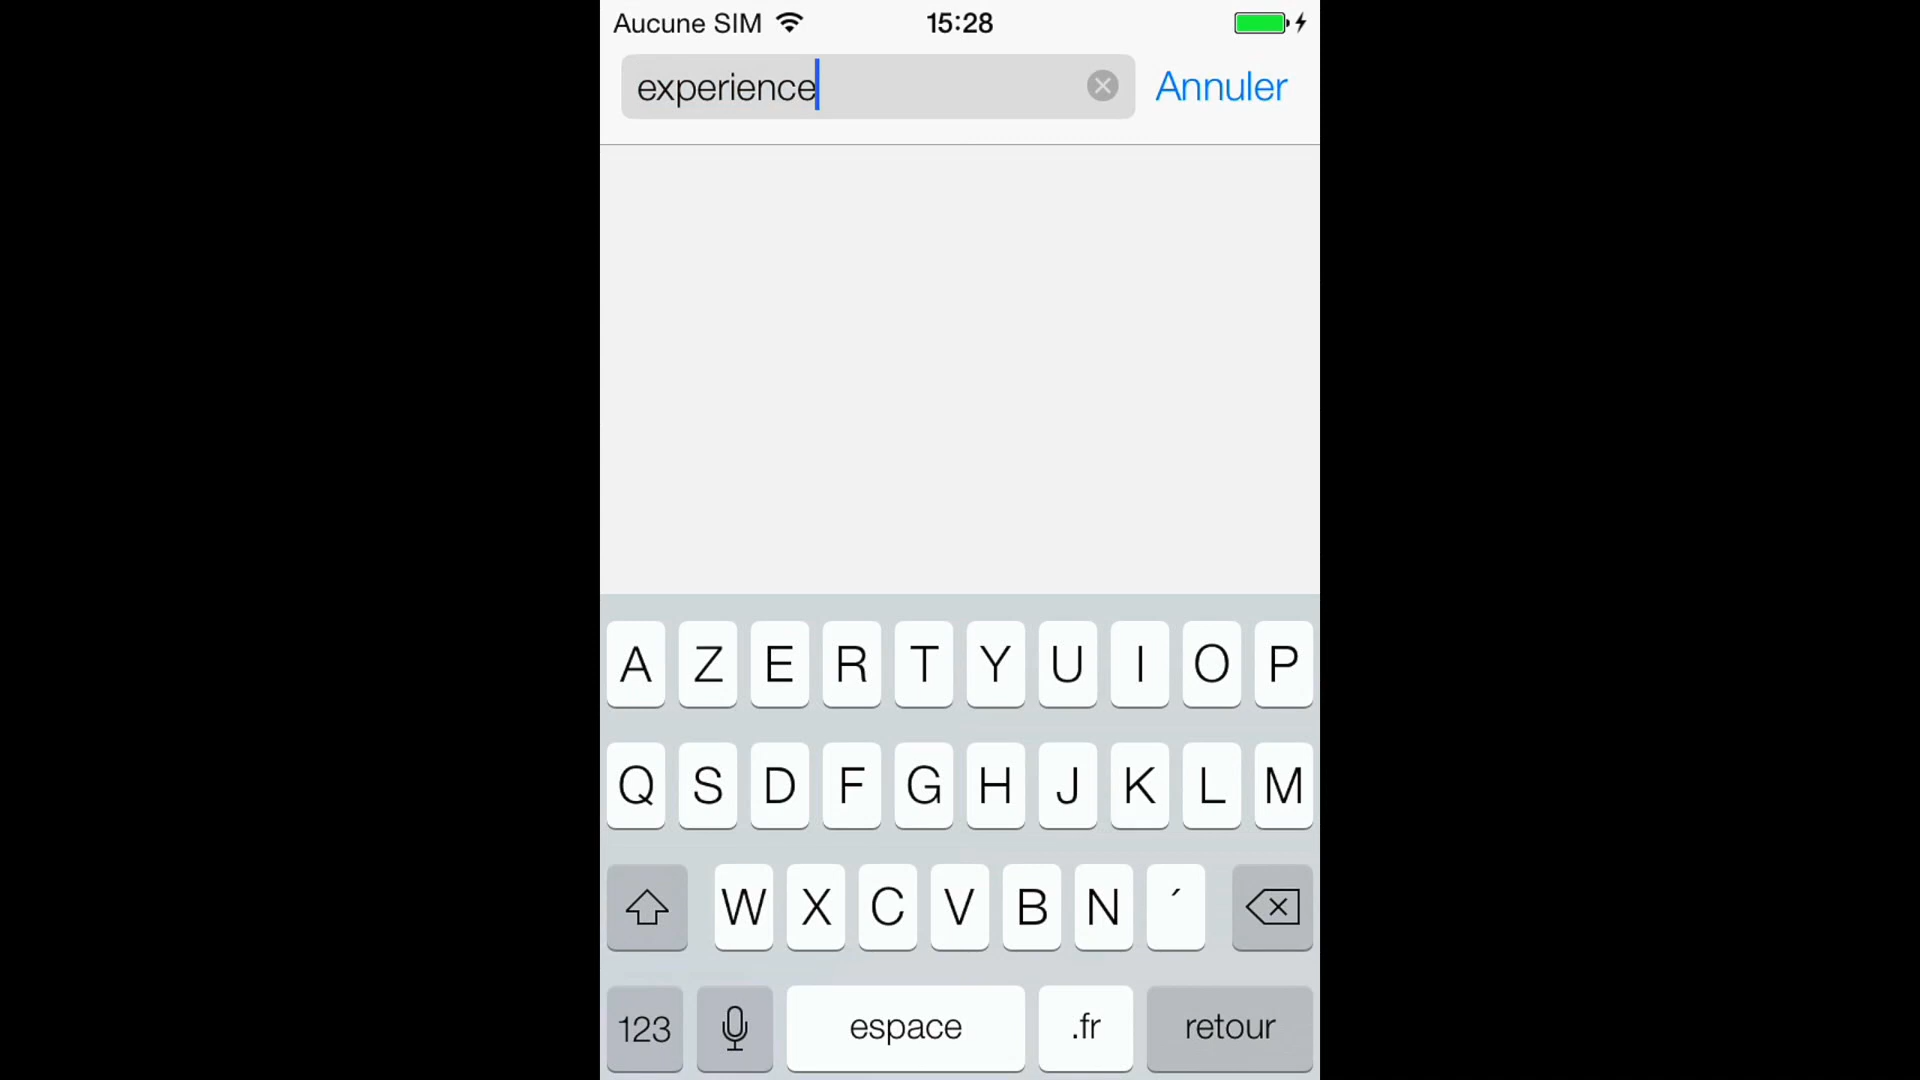 Aucune SIM 15:28
experience Annuler
A Z E R T Y U I O P
Q S D F G H J K L M
W X C V B N ´
123 espace .fr retour